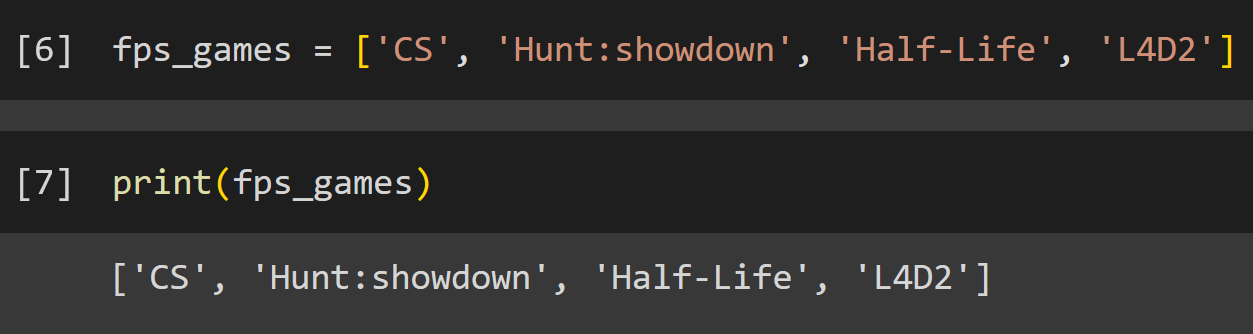 [6] fps_games = ['CS', 'Hunt:showdown', 'Half-Life', 'L4D2']
[7] print(fps_games)
['CS', 'Hunt:showdown', 'Half-Life', 'L4D2']